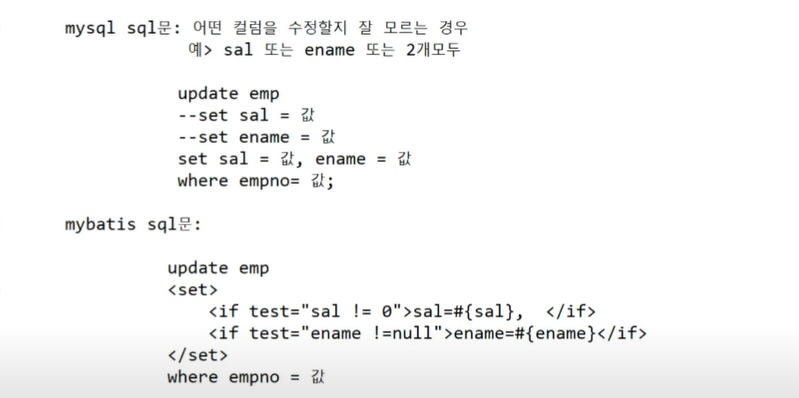 mysql sql문: 어떤 컬럼을 수정할지 잘 모르는 경우
예> sal 또는 ename 또는 2개모두
update emp
--set sal = 값
--set ename = 값
set sal = 값, ename = 값
where empno= 값;
mybatis sql문:
update emp
<set>
<if test="sal != 0">sal=#{sal},  </if>
<if test="ename !=null">ename=#{ename}</if>
</set>
where empno = 값